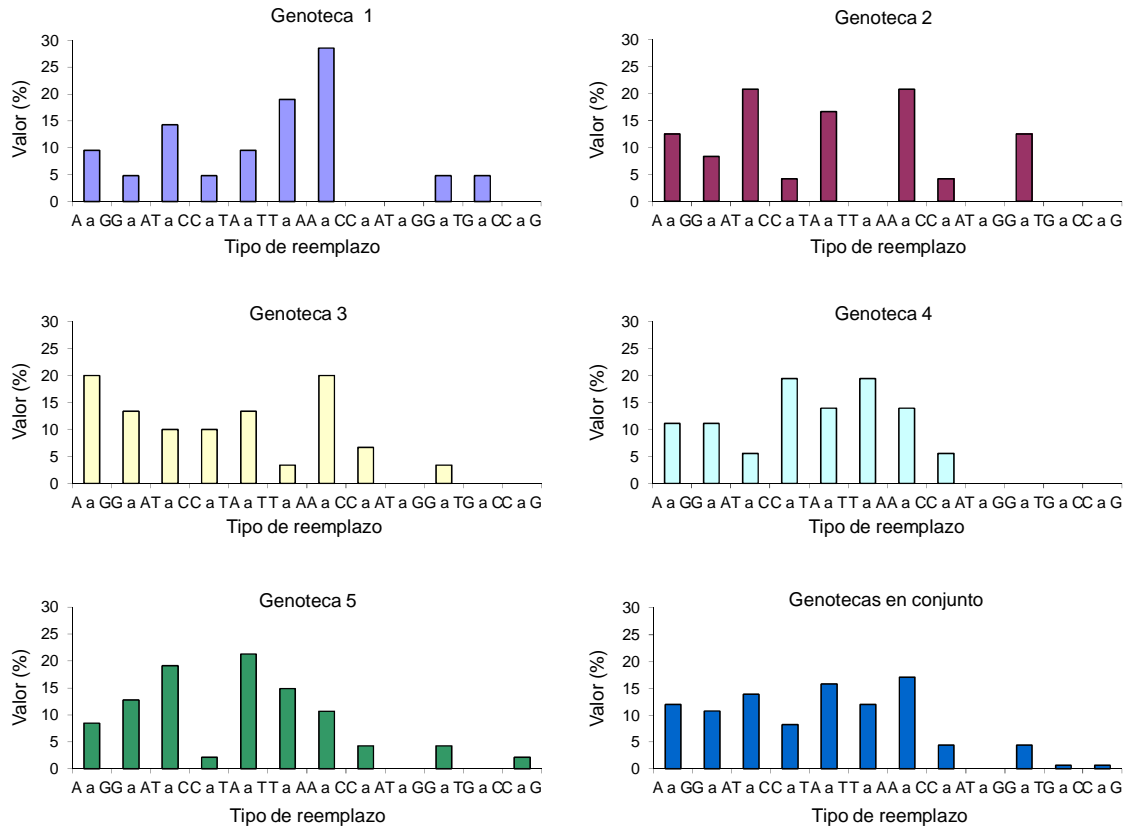 Genoteca 1
Valor (%)
30
25
20
15
10
5
0
A a GG a AT a CC a TA a TT a AA a CC a AT a GG a TG a CC a G
Tipo de reemplazo
Genoteca 2
Valor (%)
30
25
20
15
10
5
0
A a GG a AT a CC a TA a TT a AA a CC a AT a GG a TG a CC a G
Tipo de reemplazo
Genoteca 3
Valor (%)
30
25
20
15
10
5
0
A a GG a AT a CC a TA a TT a AA a CC a AT a GG a TG a CC a G
Tipo de reemplazo
Genoteca 4
Valor (%)
30
25
20
15
10
5
0
A a GG a AT a CC a TA a TT a AA a CC a AT a GG a TG a CC a G
Tipo de reemplazo
Genoteca 5
Valor (%)
30
25
20
15
10
5
0
A a GG a AT a CC a TA a TT a AA a CC a AT a GG a TG a CC a G
Tipo de reemplazo
Genotecas en conjunto
Valor (%)
30
25
20
15
10
5
0
A a GG a AT a CC a TA a TT a AA a CC a AT a GG a TG a CC a G
Tipo de reemplazo